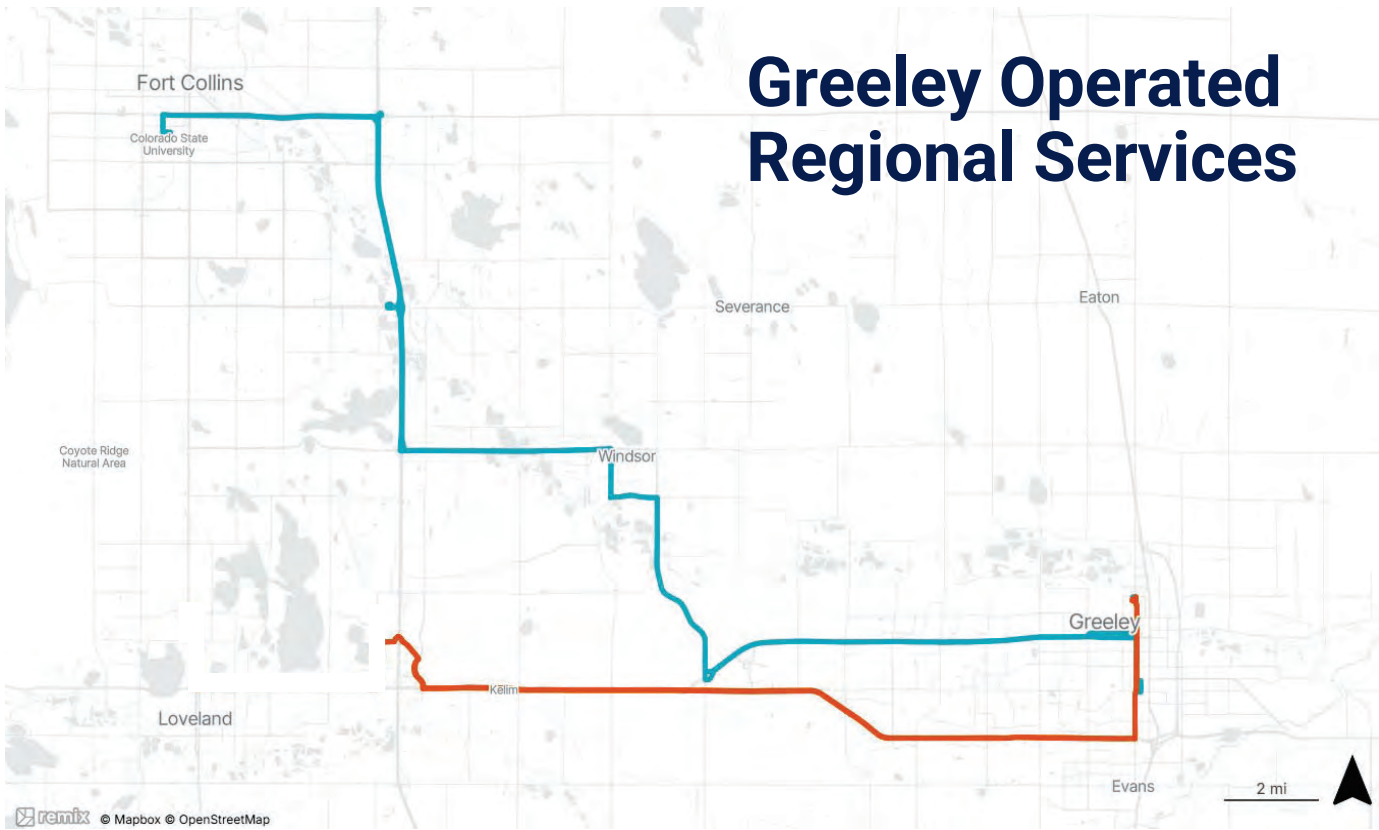 Greeley Operated
Regional Services
Fort Collins
Colorado State
University
Severance
Eaton
Coyote Ridge
Natural Area
Windsor
Greeley
Kelim
Loveland
Evans
2 mi
remix © Mapbox © OpenStreetMap